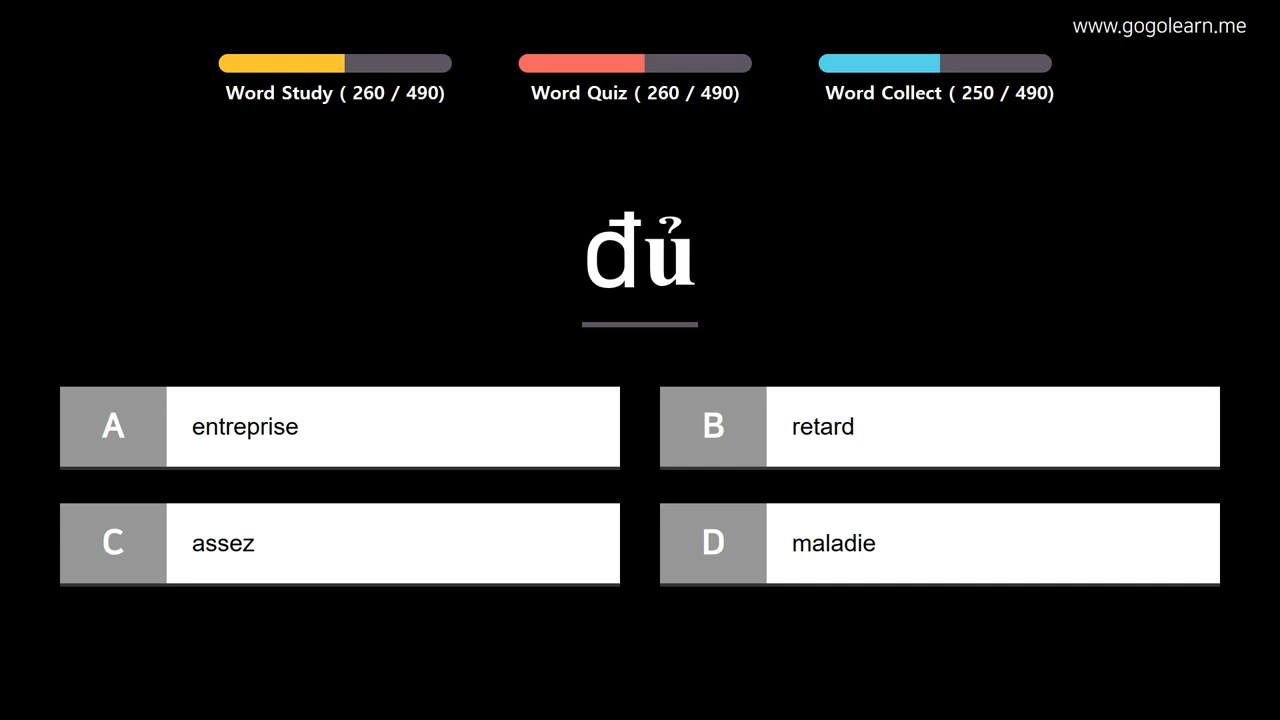 www.gogolearn.me
Word Study ( 260 / 490)
Word Quiz ( 260 / 490)
Word Collect ( 250 / 490)
đủ
A entreprise
B retard
C assez
D maladie